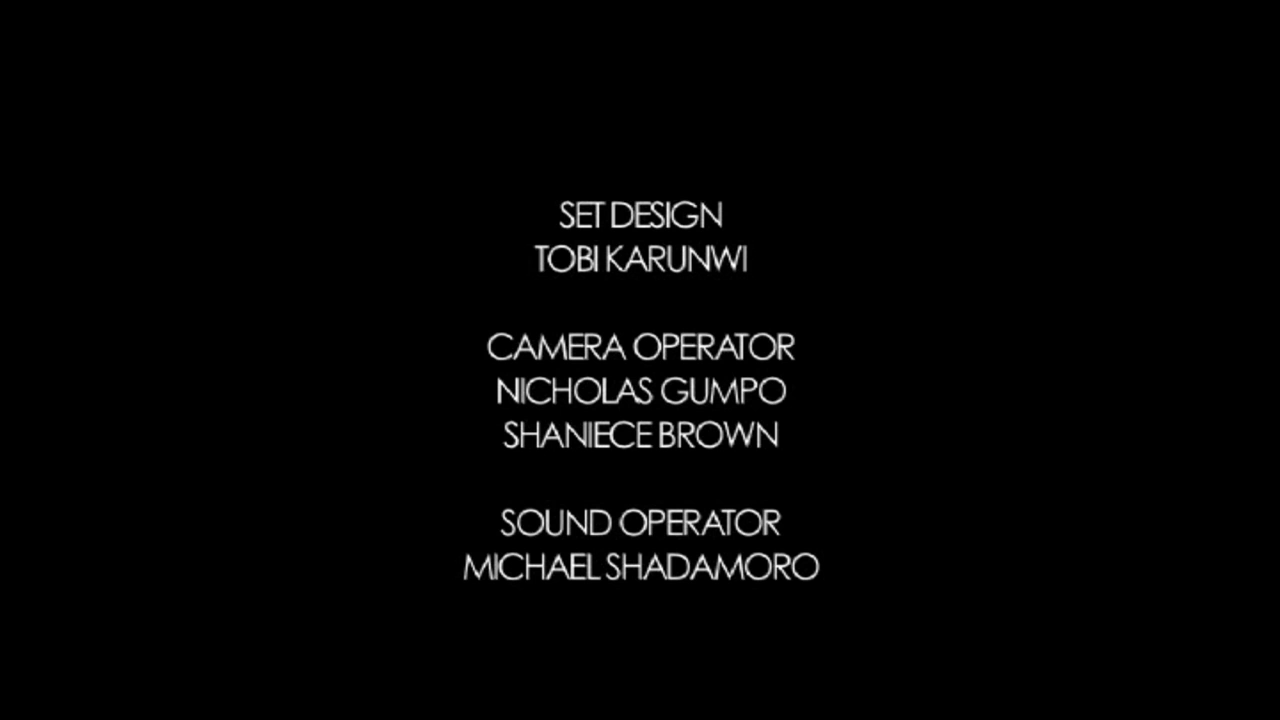 SET DESIGN
TOBI KARUNWI
CAMERA OPERATOR
NICHOLAS GUMPO
SHANIECE BROWN
SOUND OPERATOR
MICHAEL SHADAMORO